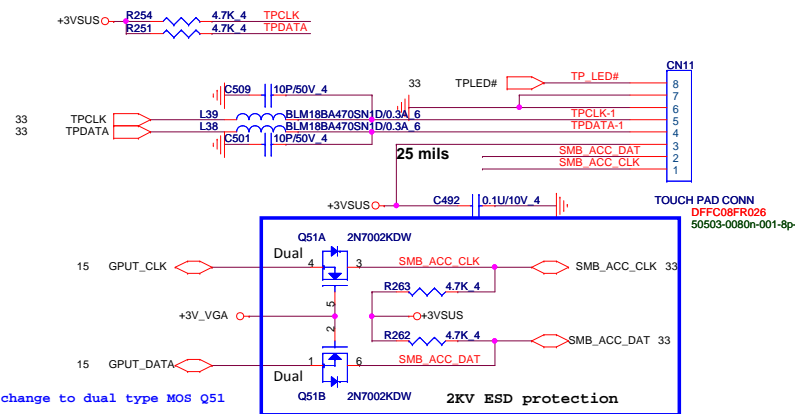 R254 4.7K_4 TPCLK
+3VSUS
R251 4.7K_4 TPDATA
CN11
C509 10P/50V_4
33 TPLED# TP_LED# 8
7
6
33 TPCLK L39 BLM18BA470SN1D/0.3A_6 TPCLK-1 5
33 TPDATA L38 BLM18BA470SN1D/0.3A_6 TPDATA-1 4
C501 10P/50V_4
3
25 mils
SMB_ACC_DAT 2
SMB_ACC_CLK 1
+3VSUS C492 0.1U/10V_4
TOUCH PAD CONN
DFFC08FR026
50503-0080n-001-8p-
Q51A 2N7002KDW
Dual
15 GPUT_CLK 4 3 SMB_ACC_CLK SMB_ACC_CLK 33
R263 4.7K_4
5
+3V_VGA +3VSUS
2
R262 4.7K_4
SMB_ACC_DAT 33
15 GPUT_DATA 1 6 SMB_ACC_DAT
Dual
Q51B 2N7002KDW
change to dual type MOS Q51
2KV ESD protection